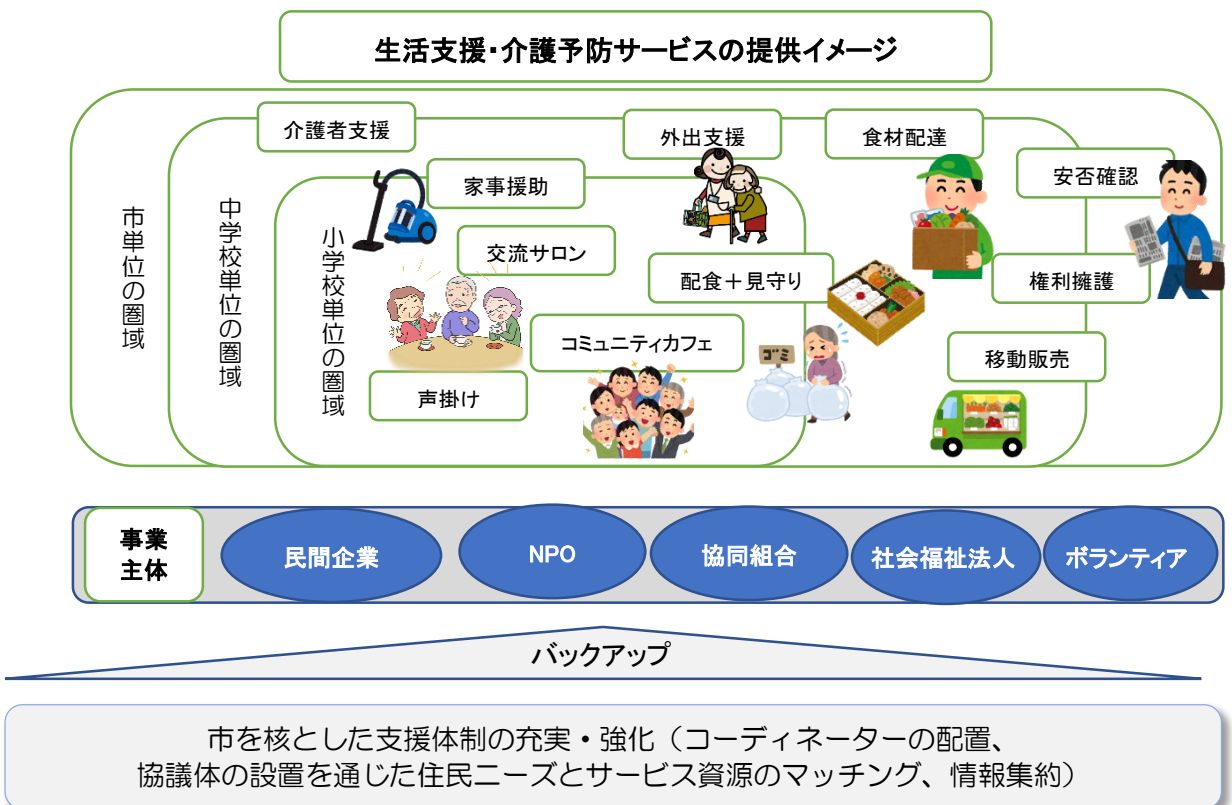 生活支援・介護予防サービスの提供イメージ
介護者支援
外出支援
食材配達
安否確認
家事援助
市単位の圏域
中学校単位の圏域
小学校単位の圏域
交流サロン
配食＋見守り
権利擁護
コミュニティカフェ
ゴミ
移動販売
声掛け
事業
主体
民間企業
NPO
協同組合
社会福祉法人
ボランティア
バックアップ
市を核とした支援体制の充実・強化（コーディネーターの配置、
協議体の設置を通じた住民ニーズとサービス資源のマッチング、情報集約）